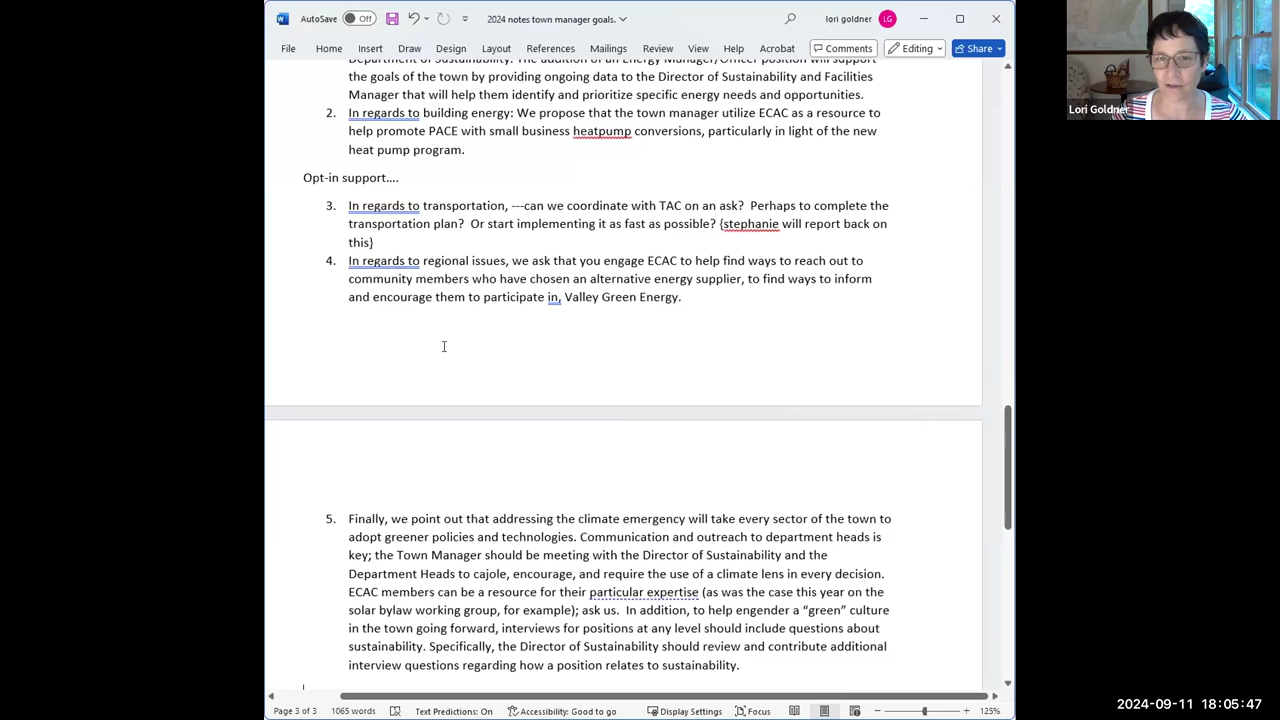 AutoSave Off 2024 notes town manager goals. lori goldner LG
File Home Insert Draw Design Layout References Mailings Review View Help Acrobat Comments Editing Share
Department of Sustainability. The addition of an Energy Manager/Officer position will support
the goals of the town by providing ongoing data to the Director of Sustainability and Facilities
Manager that will help them identify and prioritize specific energy needs and opportunities.
2. In regards to building energy: We propose that the town manager utilize ECAC as a resource to
help promote PACE with small business heatpump conversions, particularly in light of the new
heat pump program.
Opt-in support....
3. In regards to transportation, ---can we coordinate with TAC on an ask? Perhaps to complete the
transportation plan? Or start implementing it as fast as possible? {stephanie will report back on
this}
4. In regards to regional issues, we ask that you engage ECAC to help find ways to reach out to
community members who have chosen an alternative energy supplier, to find ways to inform
and encourage them to participate in, Valley Green Energy.
5. Finally, we point out that addressing the climate emergency will take every sector of the town to
adopt greener policies and technologies. Communication and outreach to department heads is
key; the Town Manager should be meeting with the Director of Sustainability and the
Department Heads to cajole, encourage, and require the use of a climate lens in every decision.
ECAC members can be a resource for their particular expertise (as was the case this year on the
solar bylaw working group, for example); ask us. In addition, to help engender a “green” culture
in the town going forward, interviews for positions at any level should include questions about
sustainability. Specifically, the Director of Sustainability should review and contribute additional
interview questions regarding how a position relates to sustainability.
Page 3 of 3 1065 words Text Predictions: On Accessibility: Good to go Display Settings Focus 125%
Lori Goldner
2024-09-11 18:05:47